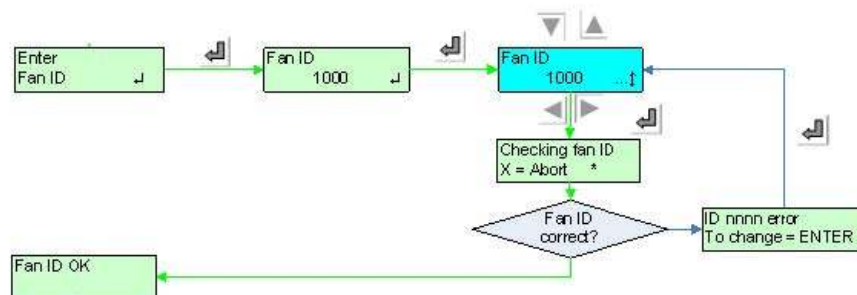 Enter
Fan ID ↵
Fan ID
1000 ↵
Fan ID
1000 ...↕
Checking fan ID
X = Abort *
Fan ID
correct?
ID nnnn error
To change = ENTER
Fan ID OK